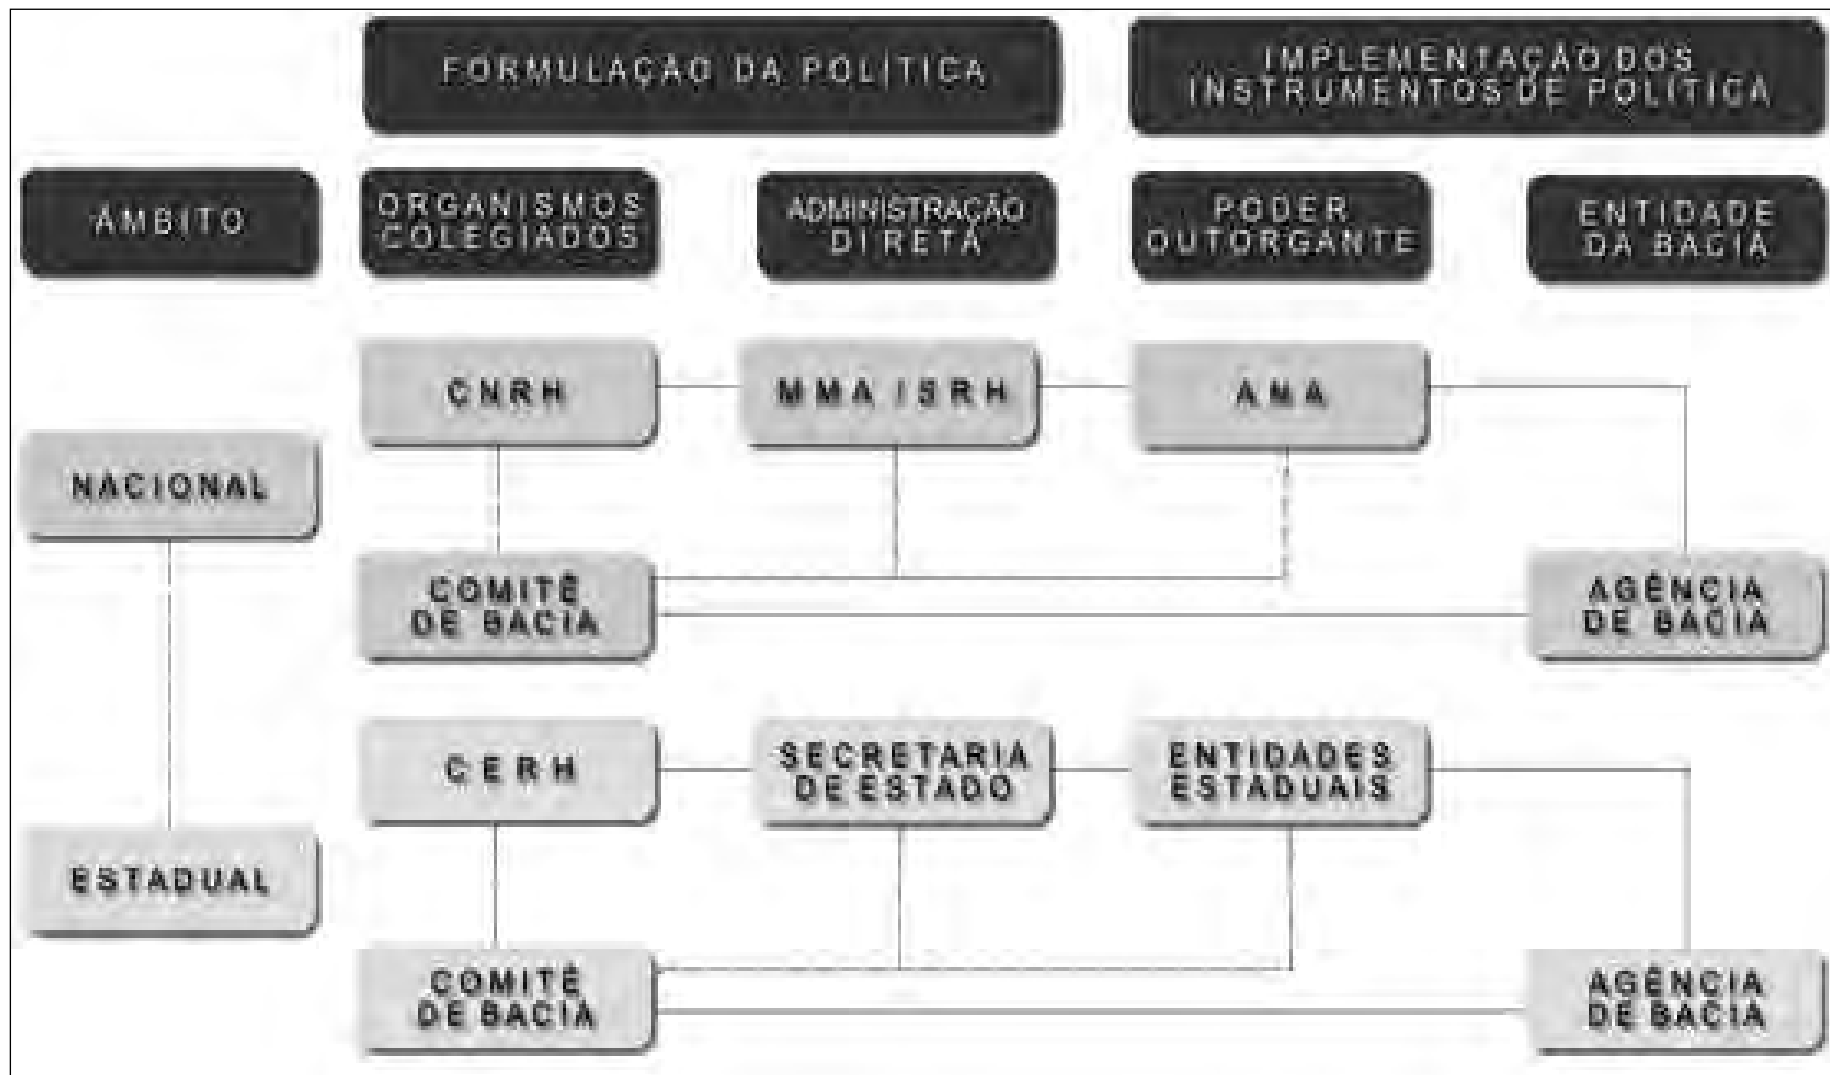 FORMULAÇÃO DA POLÍTICA
IMPLEMENTAÇÃO DOS
INSTRUMENTOS DE POLÍTICA
ÂMBITO
ORGANISMOS
COLEGIADOS
ADMINISTRAÇÃO
DIRETA
PODER
OUTORGANTE
ENTIDADE
DA BACIA
NACIONAL
CNRH
MMA / SRH
ANA
COMITÊ
DE BACIA
AGÊNCIA
DE BACIA
ESTADUAL
CERH
SECRETARIA
DE ESTADO
ENTIDADES
ESTADUAIS
COMITÊ
DE BACIA
AGÊNCIA
DE BACIA